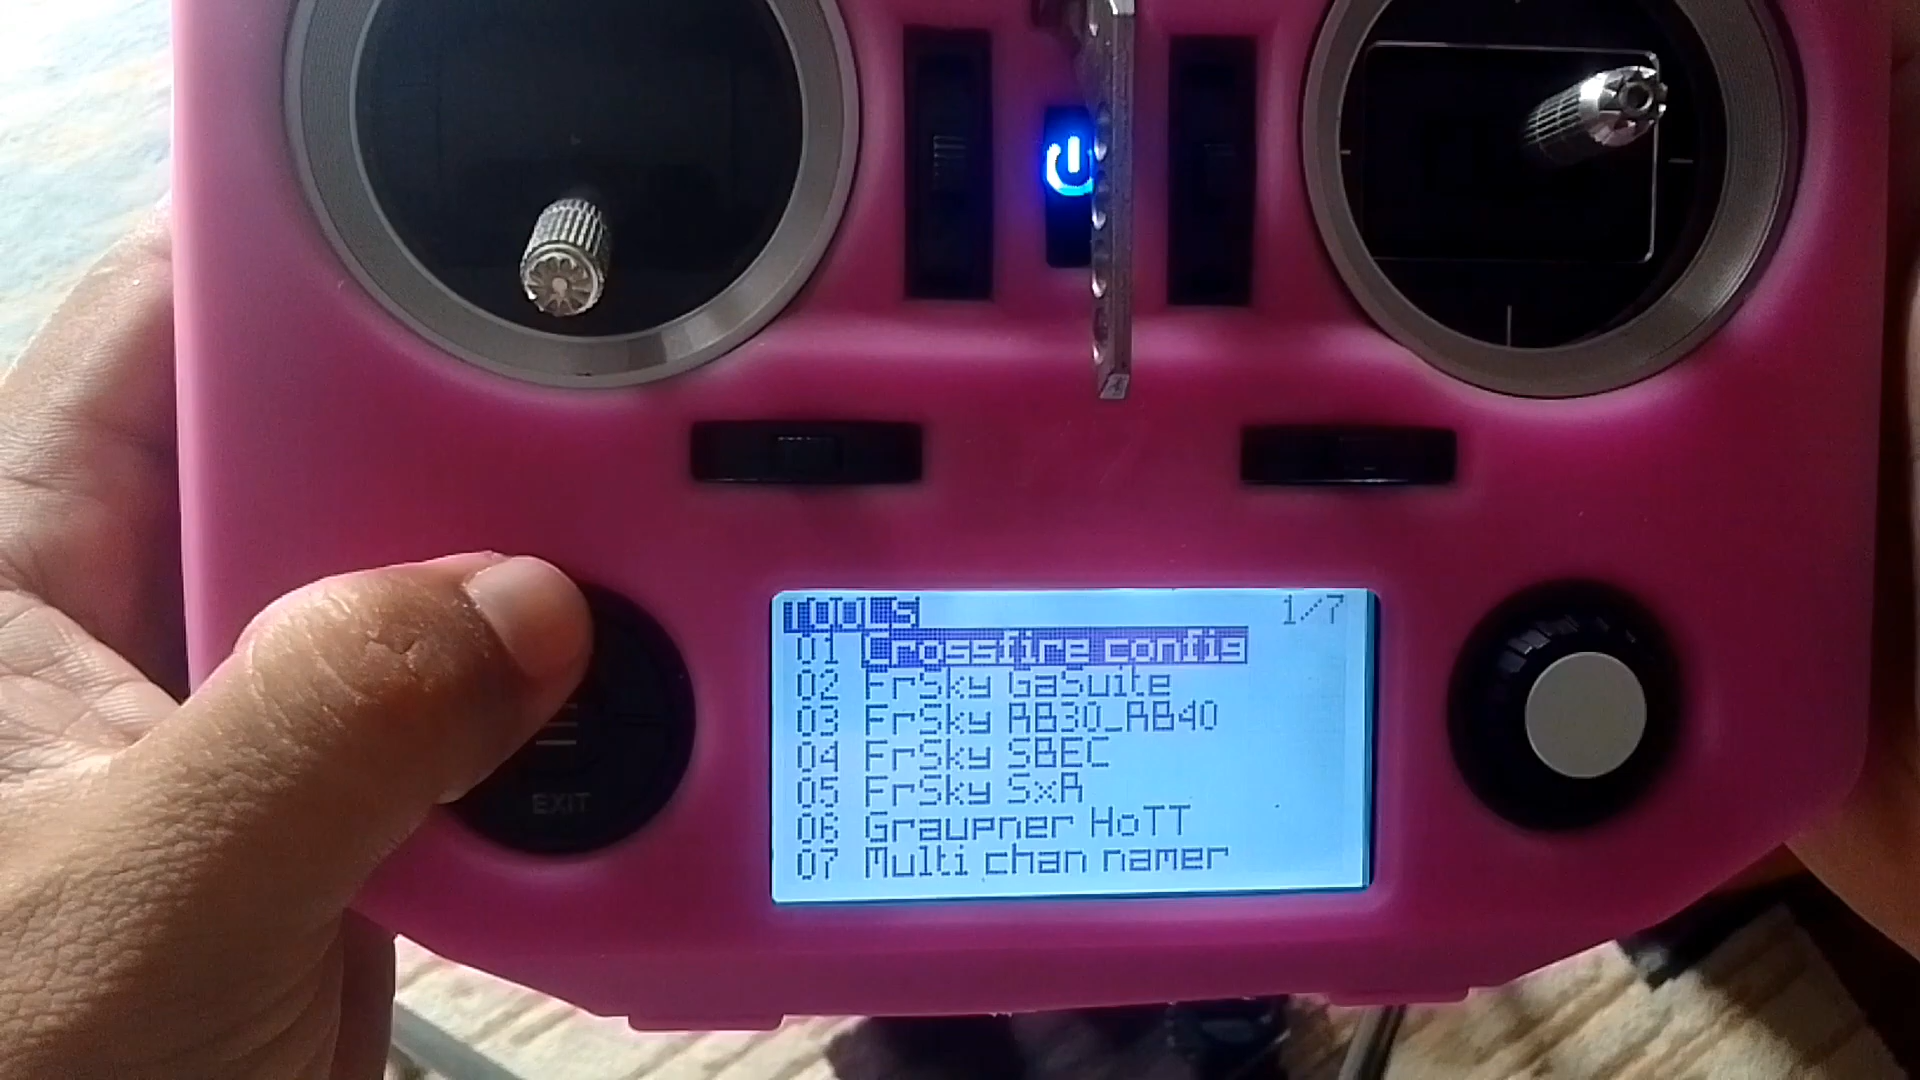 TOOLS 1/7
01 Crossfire config
02 FrSky GaSuite
03 FrSky RB30_RB40
04 FrSky SBEC
05 FrSky SxR
06 Graupner HoTT
07 Multi chan namer
EXIT